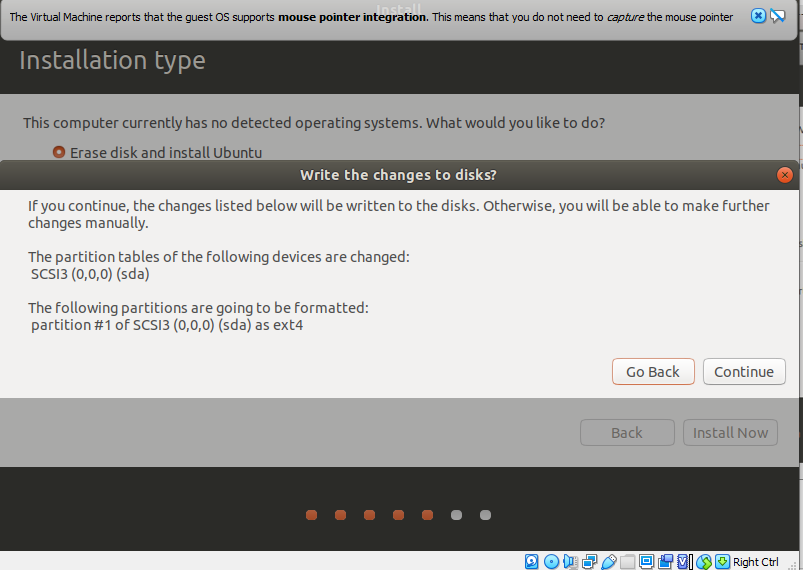 Install
The Virtual Machine reports that the guest OS supports mouse pointer integration. This means that you do not need to capture the mouse pointer
Installation type
This computer currently has no detected operating systems. What would you like to do?
Erase disk and install Ubuntu
Write the changes to disks?
If you continue, the changes listed below will be written to the disks. Otherwise, you will be able to make further
changes manually.
The partition tables of the following devices are changed:
SCSI3 (0,0,0) (sda)
The following partitions are going to be formatted:
partition #1 of SCSI3 (0,0,0) (sda) as ext4
Go Back
Continue
Back
Install Now
Right Ctrl